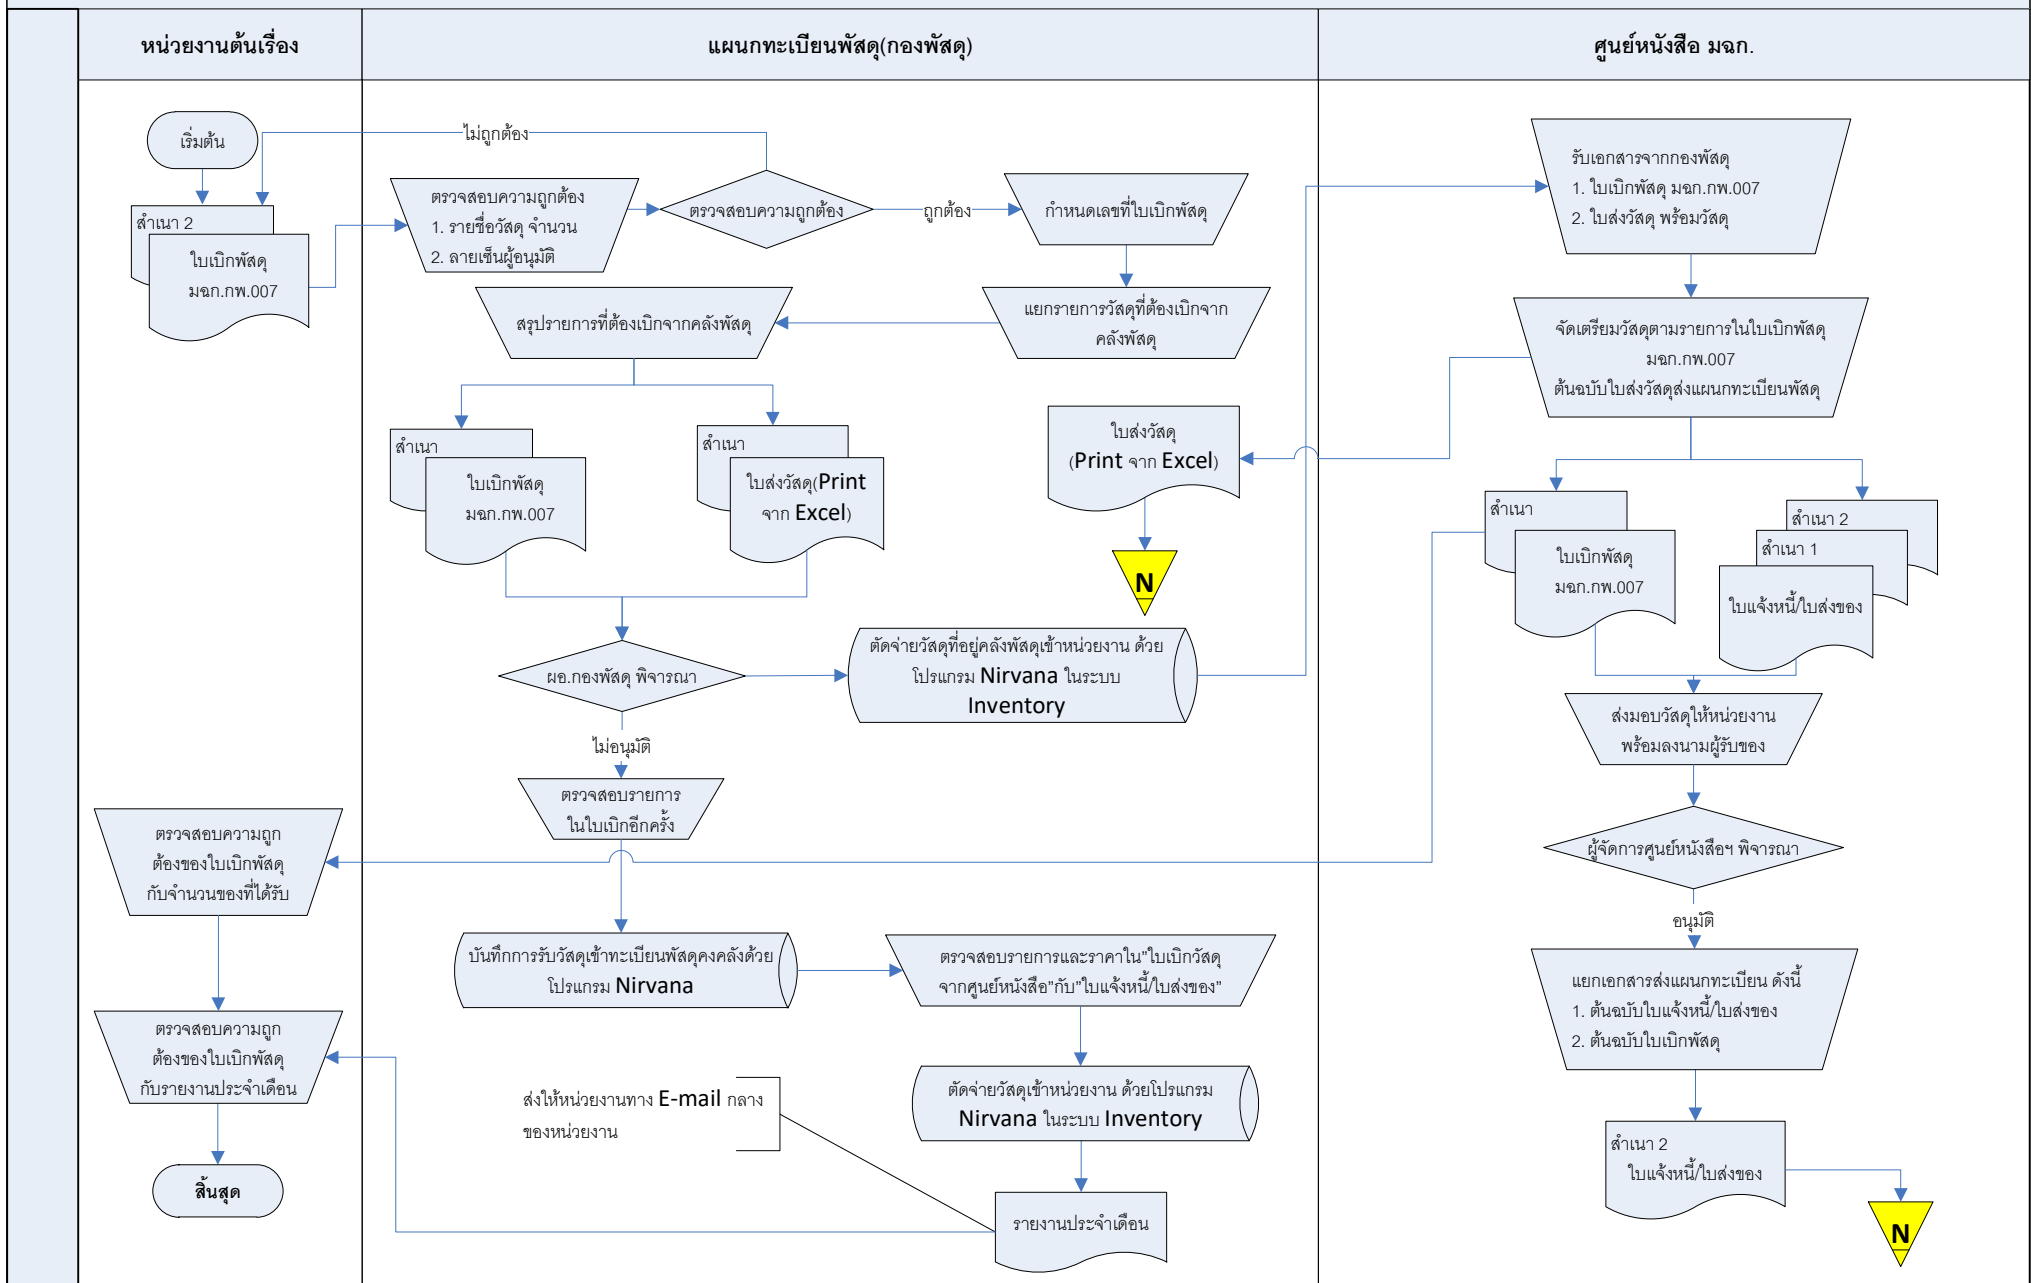 หน่วยงานต้นเรื่อง
แผนกทะเบียนพัสดุ(กองพัสดุ)
ศูนย์หนังสือ มฉก.
เริ่มต้น
สำเนา 2
ใบเบิกพัสดุ
มฉก.กพ.007
ไม่ถูกต้อง
ตรวจสอบความถูกต้อง
1. รายชื่อวัสดุ จำนวน
2. ลายเซ็นผู้อนุมัติ
ตรวจสอบความถูกต้อง
ถูกต้อง
กำหนดเลขที่ใบเบิกพัสดุ
แยกรายการวัสดุที่ต้องเบิกจาก
คลังพัสดุ
สรุปรายการที่ต้องเบิกจากคลังพัสดุ
สำเนา
ใบเบิกพัสดุ
มฉก.กพ.007
สำเนา
ใบส่งวัสดุ(Print
จาก Excel)
ใบส่งวัสดุ
(Print จาก Excel)
N
ผอ.กองพัสดุ พิจารณา
ตัดจ่ายวัสดุที่อยู่คลังพัสดุเข้าหน่วยงาน ด้วย
โปรแกรม Nirvana ในระบบ
Inventory
ไม่อนุมัติ
ตรวจสอบรายการ
ในใบเบิกอีกครั้ง
บันทึกการรับวัสดุเข้าทะเบียนพัสดุคงคลังด้วย
โปรแกรม Nirvana
ตรวจสอบรายการและราคาใน"ใบเบิกวัสดุ
จากศูนย์หนังสือ"กับ"ใบแจ้งหนี้/ใบส่งของ"
ตัดจ่ายวัสดุเข้าหน่วยงาน ด้วยโปรแกรม
Nirvana ในระบบ Inventory
ส่งให้หน่วยงานทาง E-mail กลาง
ของหน่วยงาน
รายงานประจำเดือน
รับเอกสารจากกองพัสดุ
1. ใบเบิกพัสดุ มฉก.กพ.007
2. ใบส่งวัสดุ พร้อมวัสดุ
จัดเตรียมวัสดุตามรายการในใบเบิกพัสดุ
มฉก.กพ.007
ต้นฉบับใบส่งวัสดุส่งแผนกทะเบียนพัสดุ
สำเนา
ใบเบิกพัสดุ
มฉก.กพ.007
สำเนา 2
สำเนา 1
ใบแจ้งหนี้/ใบส่งของ
ส่งมอบวัสดุให้หน่วยงาน
พร้อมลงนามผู้รับของ
ผู้จัดการศูนย์หนังสือฯ พิจารณา
อนุมัติ
แยกเอกสารส่งแผนกทะเบียน ดังนี้
1. ต้นฉบับใบแจ้งหนี้/ใบส่งของ
2. ต้นฉบับใบเบิกพัสดุ
สำเนา 2
ใบแจ้งหนี้/ใบส่งของ
N
ตรวจสอบความถูก
ต้องของใบเบิกพัสดุ
กับจำนวนของที่ได้รับ
ตรวจสอบความถูก
ต้องของใบเบิกพัสดุ
กับรายงานประจำเดือน
สิ้นสุด